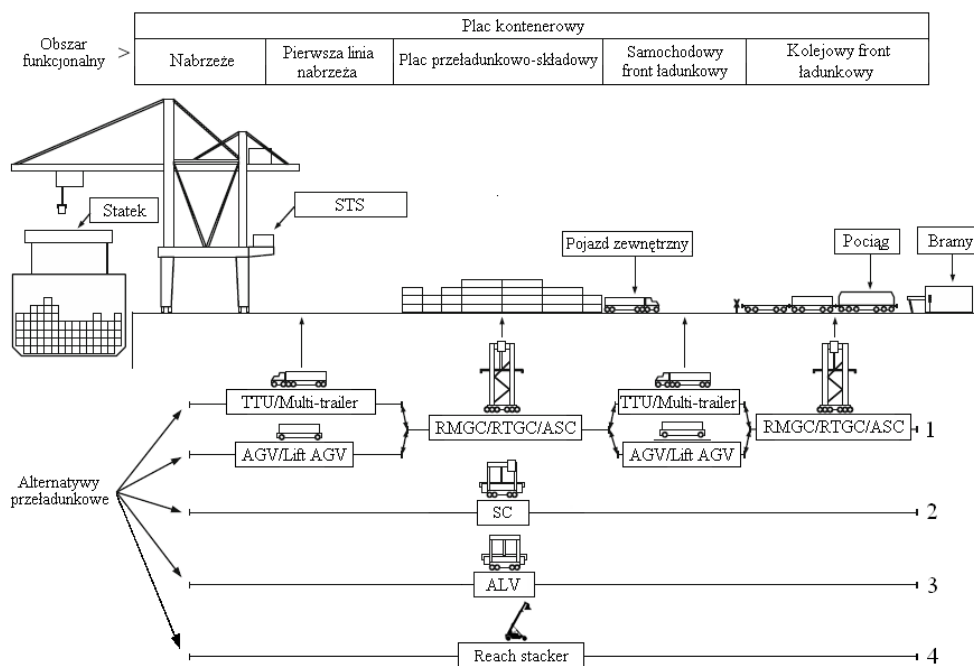 Obszar
funkcjonalny
>
Plac kontenerowy
Nabrzeże
Pierwsza linia
nabrzeża
Plac przeładunkowo-składowy
Samochodowy
front ładunkowy
Kolejowy front
ładunkowy
Statek
STS
Pojazd zewnętrzny
Pociąg
Bramy
TTU/Multi-trailer
RMGC/RTGC/ASC
TTU/Multi-trailer
RMGC/RTGC/ASC
1
AGV/Lift AGV
AGV/Lift AGV
Alternatywy
przeładunkowe
SC
2
ALV
3
Reach stacker
4